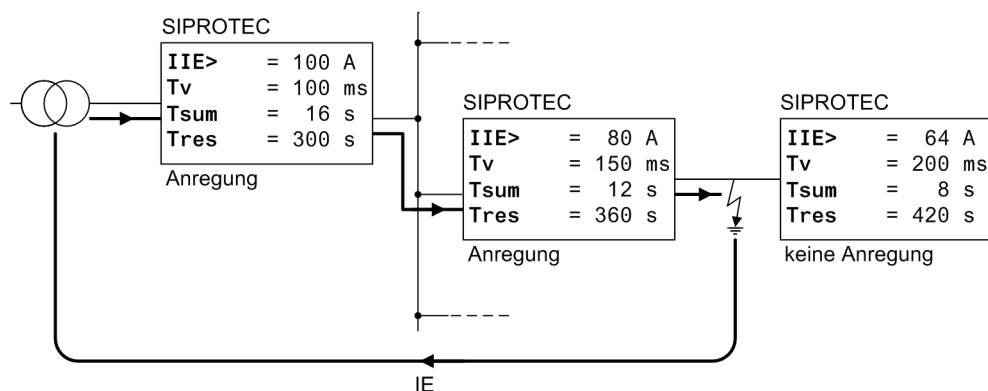 SIPROTEC
IIE> = 100 A
Tv = 100 ms
Tsum = 16 s
Tres = 300 s
Anregung
SIPROTEC
IIE> = 80 A
Tv = 150 ms
Tsum = 12 s
Tres = 360 s
Anregung
SIPROTEC
IIE> = 64 A
Tv = 200 ms
Tsum = 8 s
Tres = 420 s
keine Anregung
IE